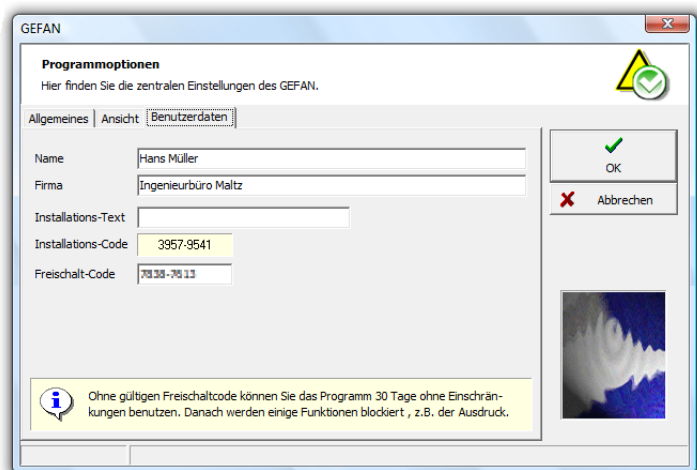 GEFAN
Programmoptionen
Hier finden Sie die zentralen Einstellungen des GEFAN.
Allgemeines Ansicht Benutzerdaten
Name Hans Müller
Firma Ingenieurbüro Maltz
Installations-Text
Installations-Code 3957-9541
Freischalt-Code
OK
Abbrechen
Ohne gültigen Freischaltcode können Sie das Programm 30 Tage ohne Einschrän-
kungen benutzen. Danach werden einige Funktionen blockiert , z.B. der Ausdruck.